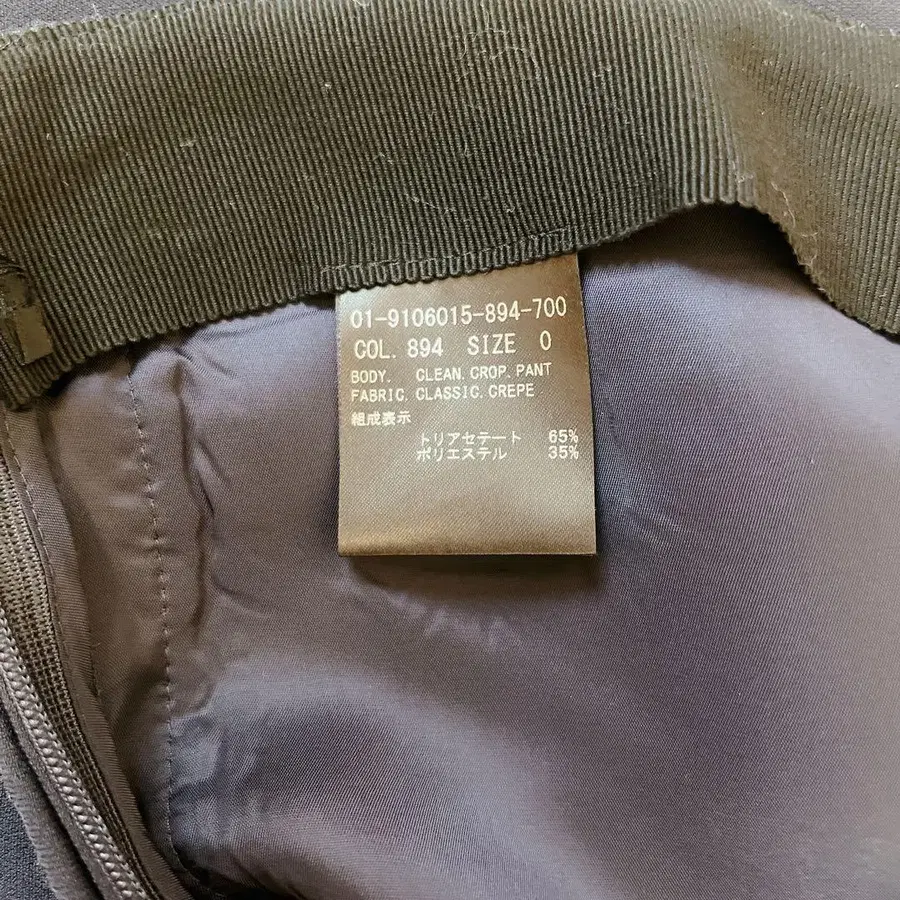 01-9106015-894-700
COL. 894 SIZE 0
BODY. CLEAN. CROP. PANT
FABRIC. CLASSIC. CREPE
組成表示
トリアセテート 65%
ポリエステル 35%